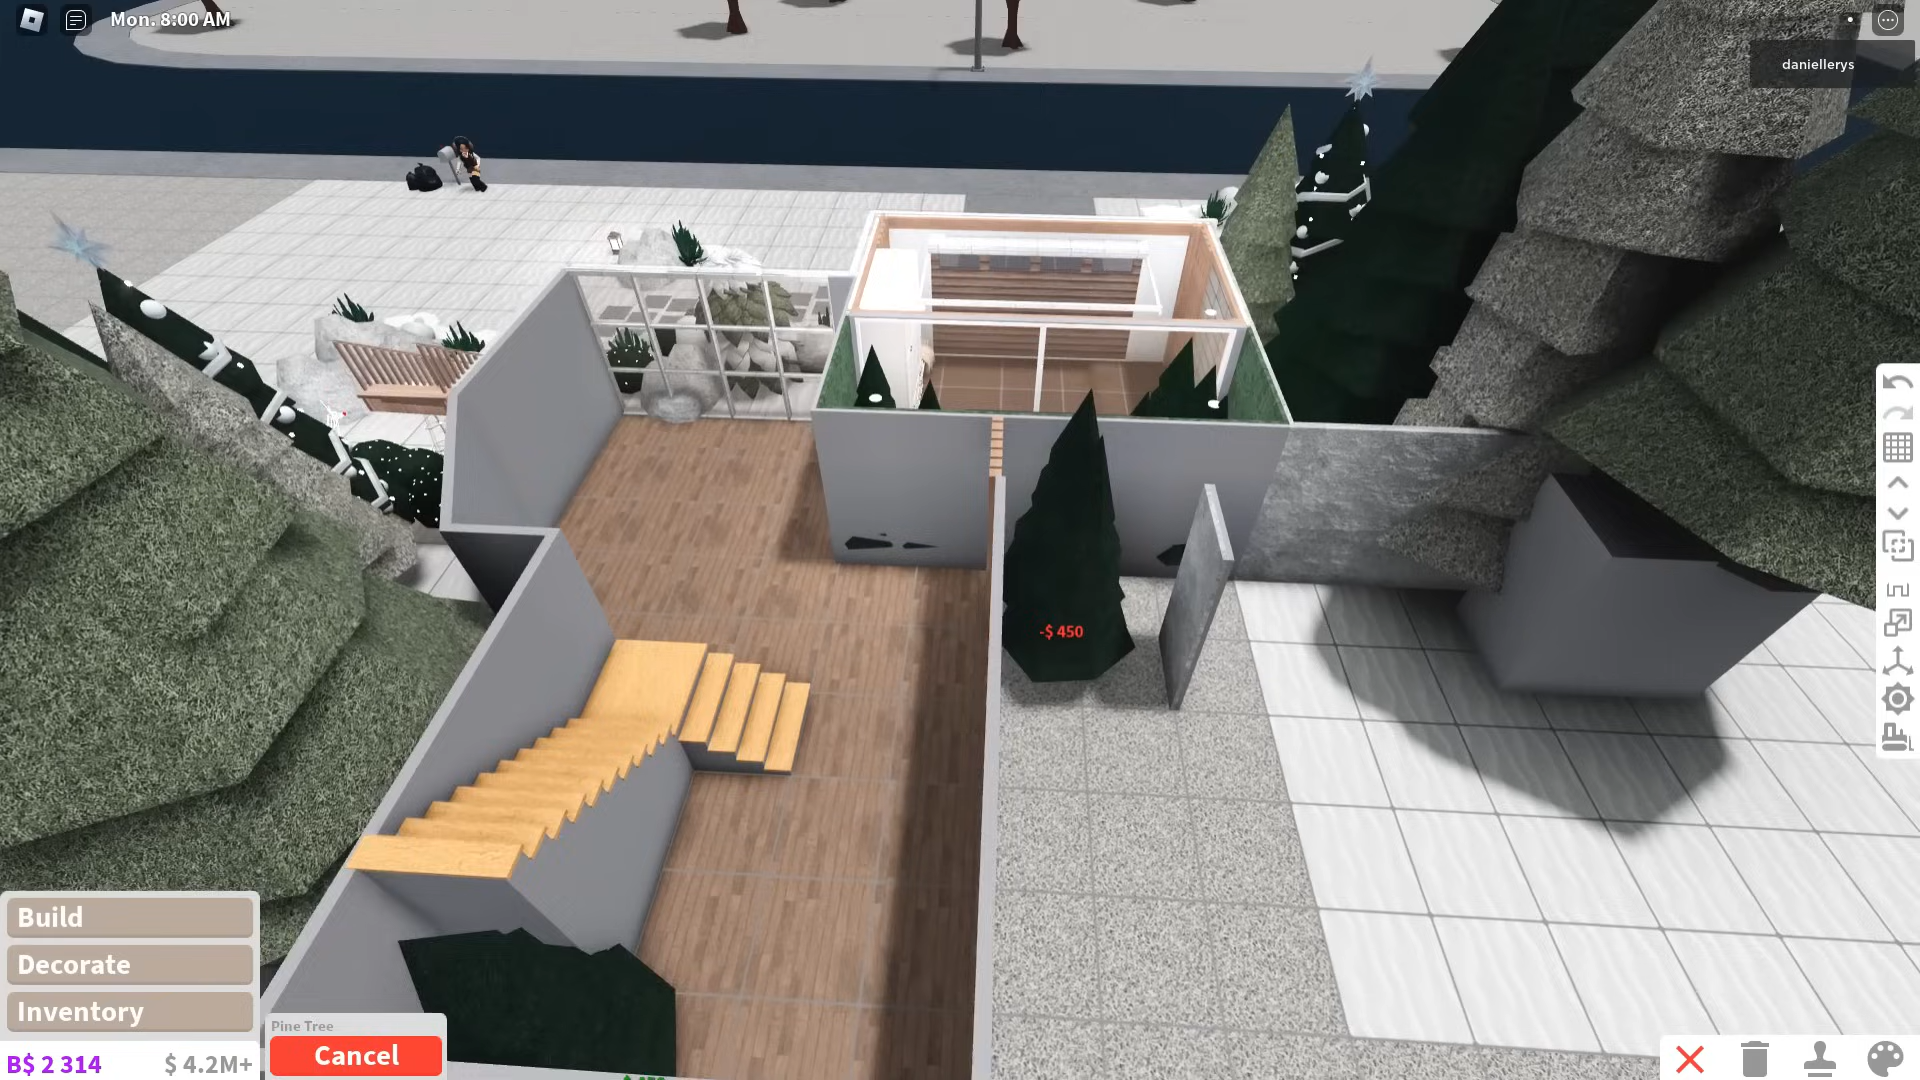 Mon. 8:00 AM
daniellerys
-$ 450
Build
Decorate
Inventory
Pine Tree
Cancel
B$ 2 314
$ 4.2M+